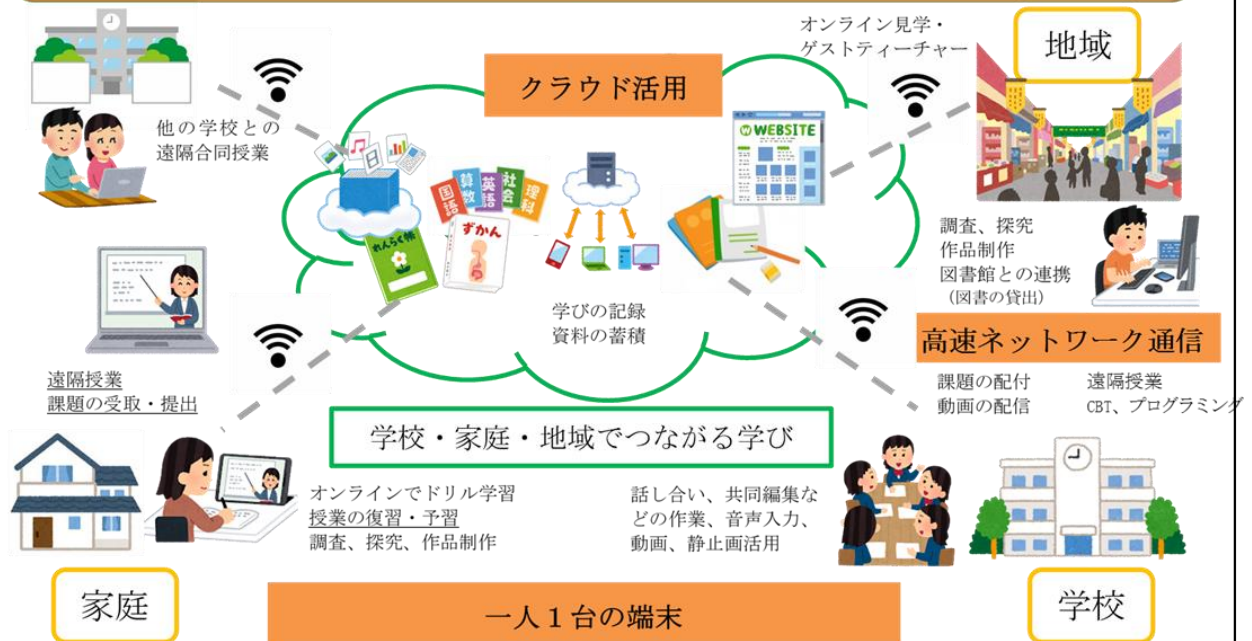 オンライン見学・
ゲストティーチャー
地域
クラウド活用
他の学校との
遠隔合同授業
WEBSITE
国語
算数
英語
社会
理科
れんらく帳
ずかん
調査、探究
作品制作
図書館との連携
（図書の貸出）
学びの記録
資料の蓄積
高速ネットワーク通信
遠隔授業
課題の受取・提出
課題の配付
動画の配信
遠隔授業
CBT、プログラミング
学校・家庭・地域でつながる学び
オンラインでドリル学習
授業の復習・予習
調査、探究、作品制作
話し合い、共同編集な
どの作業、音声入力、
動画、静止画活用
家庭
一人１台の端末
学校